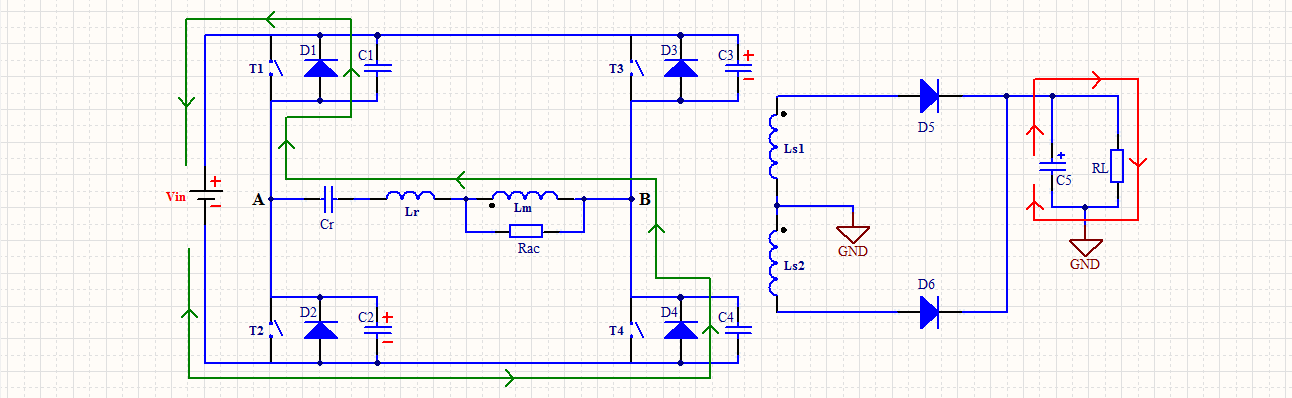 D1 C1 D3 C3 +
T1 T3 −
D5
Ls1
C5 + RL
Vin + −
A Cr Lr Lm B
Rac
GND
Ls2
GND
D6
D2 C2 + D4 C4
T2 − T4